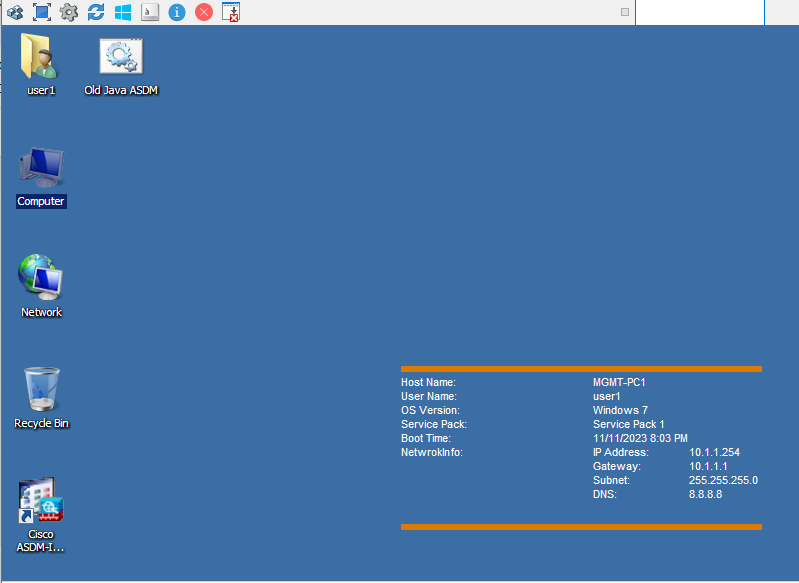 user1
Old Java ASDM
Computer
Network
Recycle Bin
Cisco
ASDM-I...
Host Name: MGMT-PC1
User Name: user1
OS Version: Windows 7
Service Pack: Service Pack 1
Boot Time: 11/11/2023 8:03 PM
NetwrokInfo: IP Address: 10.1.1.254
Gateway: 10.1.1.1
Subnet: 255.255.255.0
DNS: 8.8.8.8